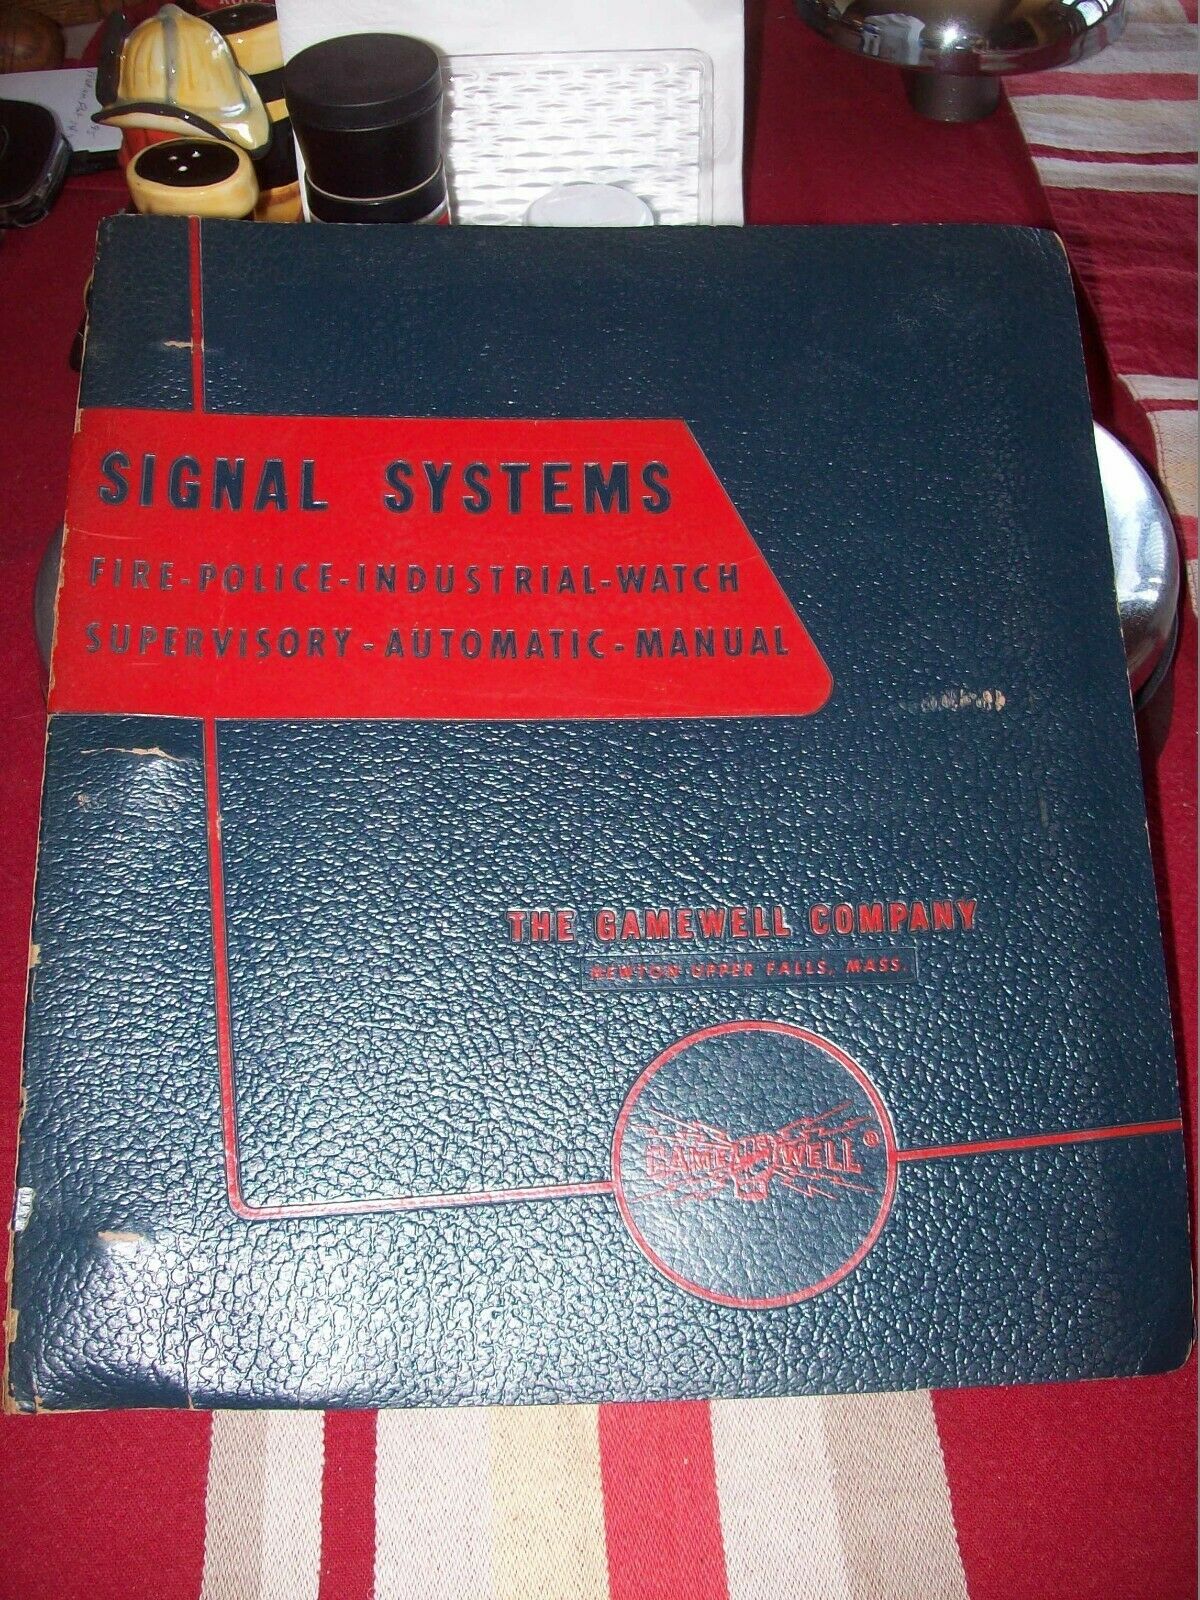 SIGNAL SYSTEMS
FIRE-POLICE-INDUSTRIAL-WATCH
SUPERVISORY-AUTOMATIC-MANUAL
THE GAMEWELL COMPANY
NEWTON UPPER FALLS, MASS.
GAMEWELL ®